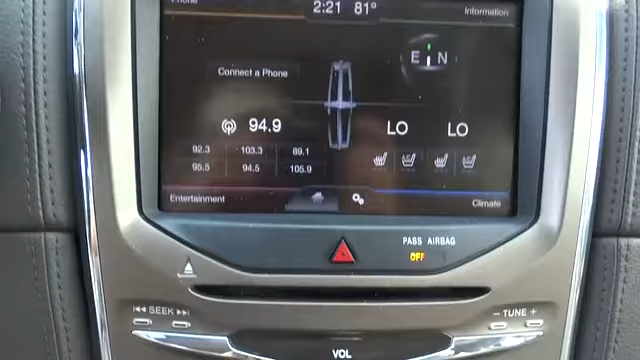 Phone 2:21 81° Information
E N
Connect a Phone
94.9 LO LO
92.3 103.3 89.1
95.5 94.5 105.9
Entertainment Climate
PASS AIRBAG
OFF
SEEK - TUNE +
VOL